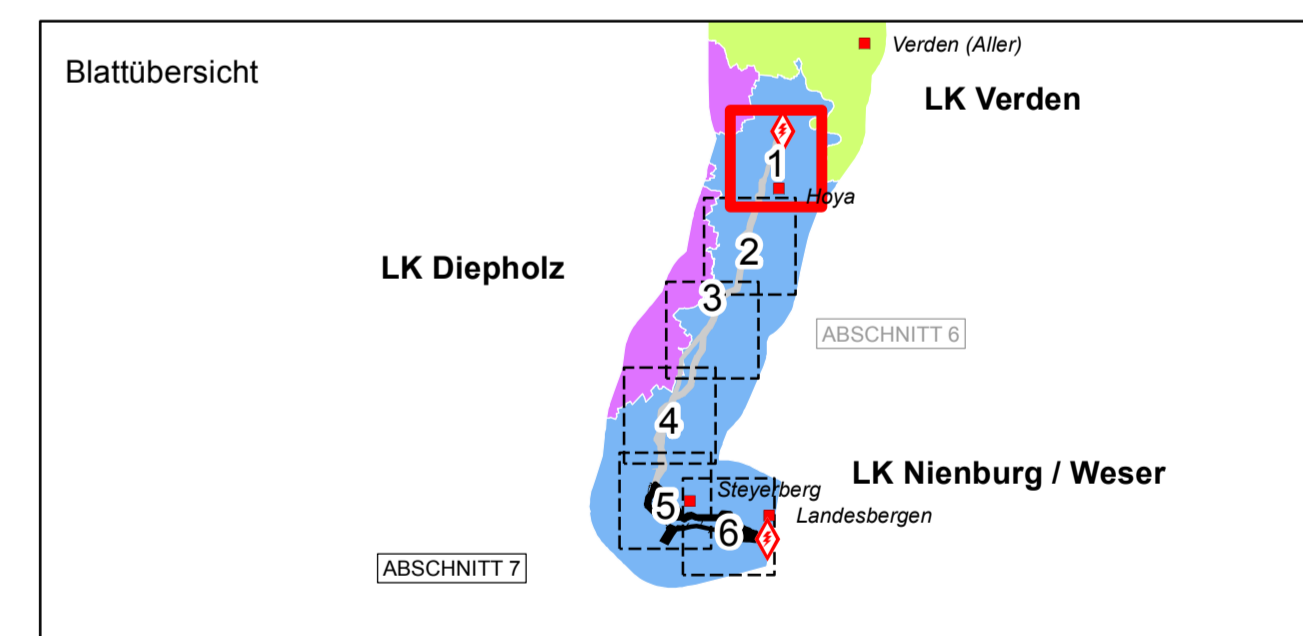 Blattübersicht
Verden (Aller)
LK Verden
1
Hoya
2
LK Diepholz
3
ABSCHNITT 6
4
LK Nienburg / Weser
Steyerberg
5
Landesbergen
6
ABSCHNITT 7